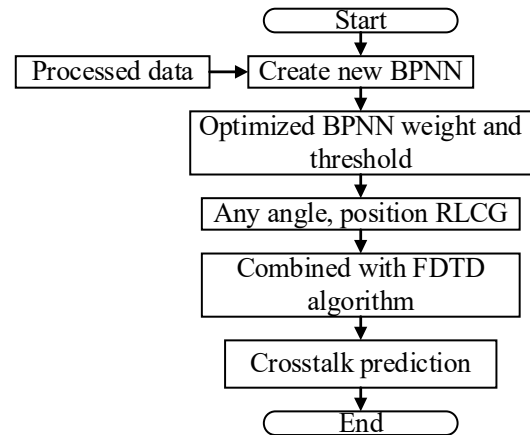 Start
Processed data
Create new BPNN
Optimized BPNN weight and
threshold
Any angle, position RLCG
Combined with FDTD
algorithm
Crosstalk prediction
End